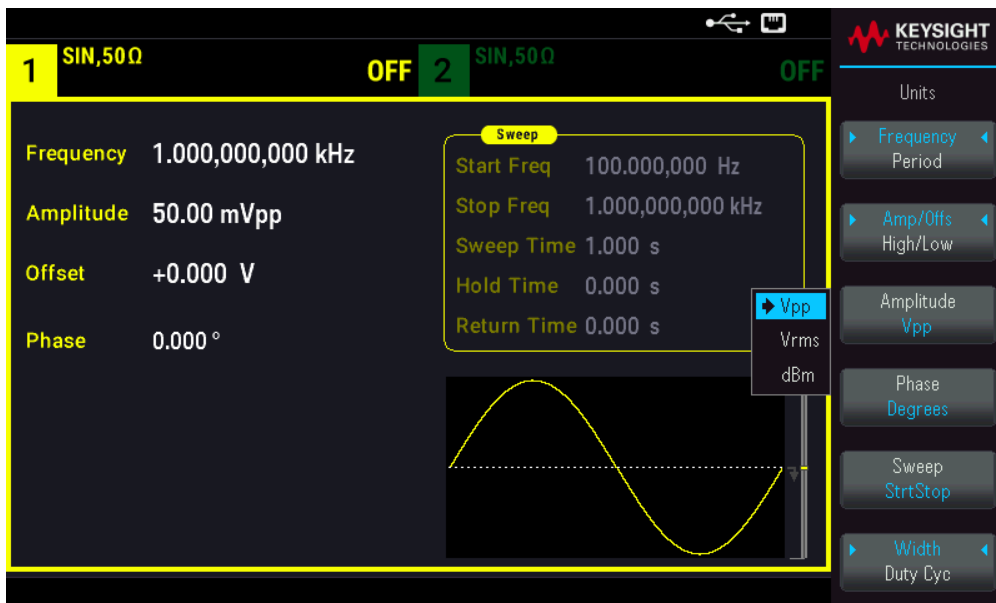 1 SIN,50Ω OFF
2 SIN,50Ω OFF
Frequency 1.000,000,000 kHz
Amplitude 50.00 mVpp
Offset +0.000 V
Phase 0.000 °
Sweep
Start Freq 100.000,000 Hz
Stop Freq 1.000,000,000 kHz
Sweep Time 1.000 s
Hold Time 0.000 s
Return Time 0.000 s
Vpp
Vrms
dBm
KEYSIGHT
TECHNOLOGIES
Units
Frequency
Period
Amp/Offs
High/Low
Amplitude
Vpp
Phase
Degrees
Sweep
StrtStop
Width
Duty Cyc